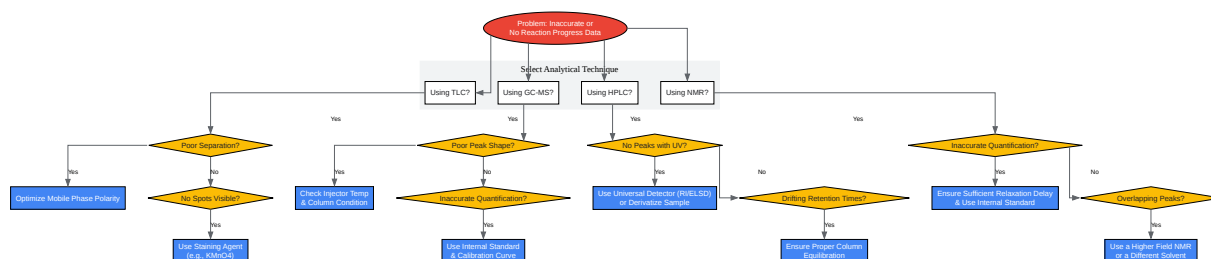 Problem: Inaccurate or
No Reaction Progress Data
Select Analytical Technique
Using TLC?
Using GC-MS?
Using HPLC?
Using NMR?
Yes
Yes
Yes
Yes
Poor Separation?
Poor Peak Shape?
No Peaks with UV?
Inaccurate Quantification?
Yes
No
Yes
No
Yes
No
Yes
No
Optimize Mobile Phase Polarity
No Spots Visible?
Check Injector Temp
& Column Condition
Inaccurate Quantification?
Use Universal Detector (RI/ELSD)
or Derivatize Sample
Drifting Retention Times?
Ensure Sufficient Relaxation Delay
& Use Internal Standard
Overlapping Peaks?
Yes
Yes
Yes
Yes
Use Staining Agent
(e.g., KMnO4)
Use Internal Standard
& Calibration Curve
Ensure Proper Column
Equilibration
Use a Higher Field NMR
or a Different Solvent